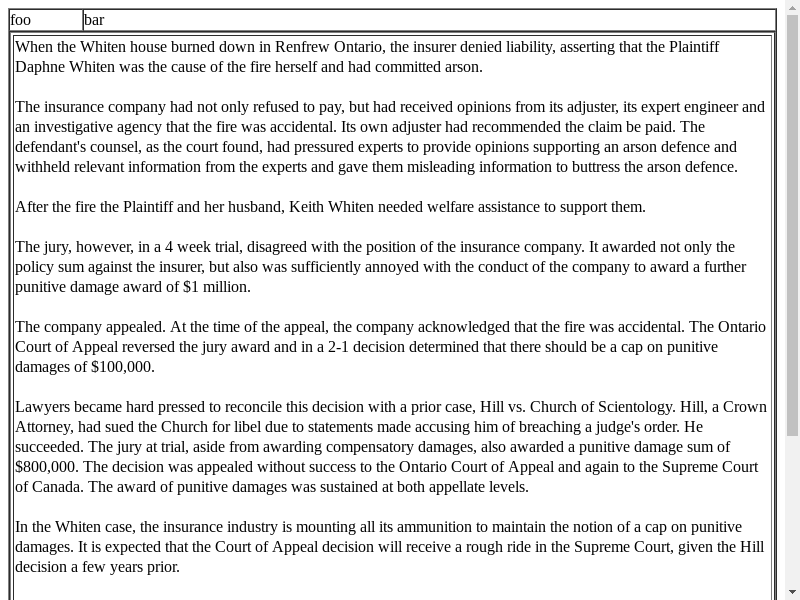 foo bar
When the Whiten house burned down in Renfrew Ontario, the insurer denied liability, asserting that the Plaintiff
Daphne Whiten was the cause of the fire herself and had committed arson.
The insurance company had not only refused to pay, but had received opinions from its adjuster, its expert engineer and
an investigative agency that the fire was accidental. Its own adjuster had recommended the claim be paid. The
defendant's counsel, as the court found, had pressured experts to provide opinions supporting an arson defence and
withheld relevant information from the experts and gave them misleading information to buttress the arson defence.
After the fire the Plaintiff and her husband, Keith Whiten needed welfare assistance to support them.
The jury, however, in a 4 week trial, disagreed with the position of the insurance company. It awarded not only the
policy sum against the insurer, but also was sufficiently annoyed with the conduct of the company to award a further
punitive damage award of $1 million.
The company appealed. At the time of the appeal, the company acknowledged that the fire was accidental. The Ontario
Court of Appeal reversed the jury award and in a 2-1 decision determined that there should be a cap on punitive
damages of $100,000.
Lawyers became hard pressed to reconcile this decision with a prior case, Hill vs. Church of Scientology. Hill, a Crown
Attorney, had sued the Church for libel due to statements made accusing him of breaching a judge's order. He
succeeded. The jury at trial, aside from awarding compensatory damages, also awarded a punitive damage sum of
$800,000. The decision was appealed without success to the Ontario Court of Appeal and again to the Supreme Court
of Canada. The award of punitive damages was sustained at both appellate levels.
In the Whiten case, the insurance industry is mounting all its ammunition to maintain the notion of a cap on punitive
damages. It is expected that the Court of Appeal decision will receive a rough ride in the Supreme Court, given the Hill
decision a few years prior.